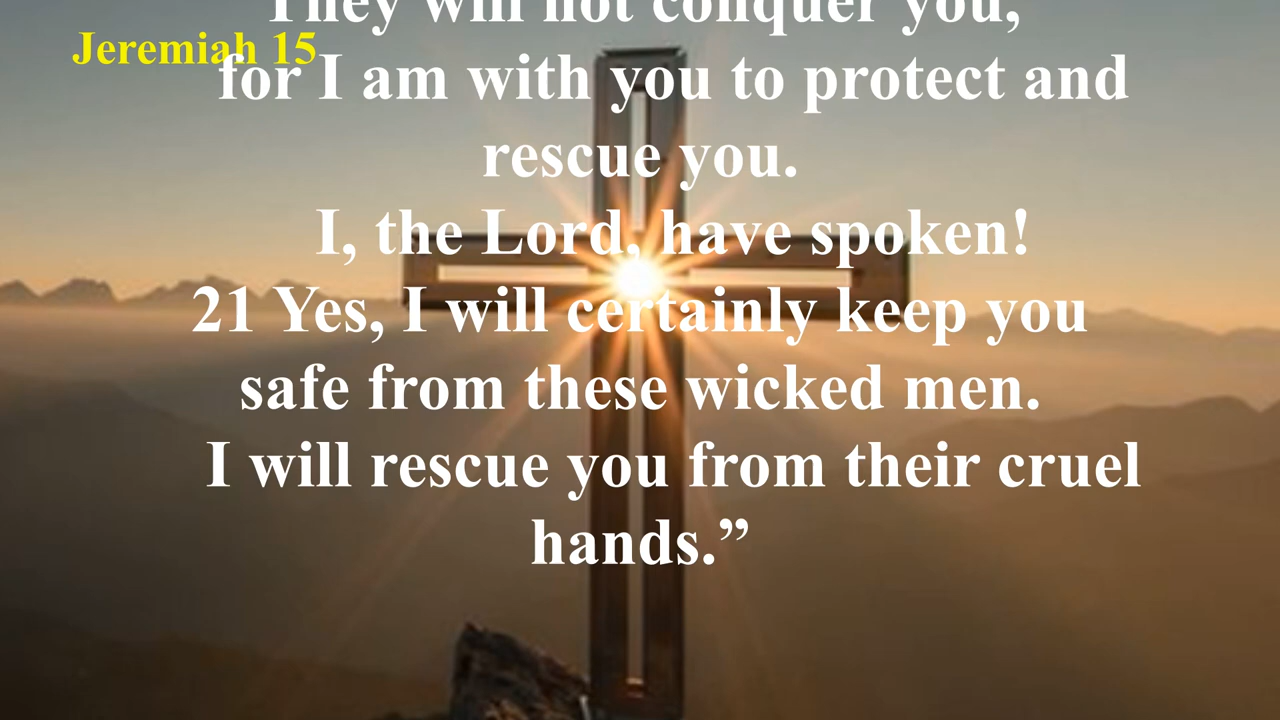 They will not conquer you,
Jeremiah 15
for I am with you to protect and
rescue you.
I, the Lord, have spoken!
21 Yes, I will certainly keep you
safe from these wicked men.
I will rescue you from their cruel
hands.”